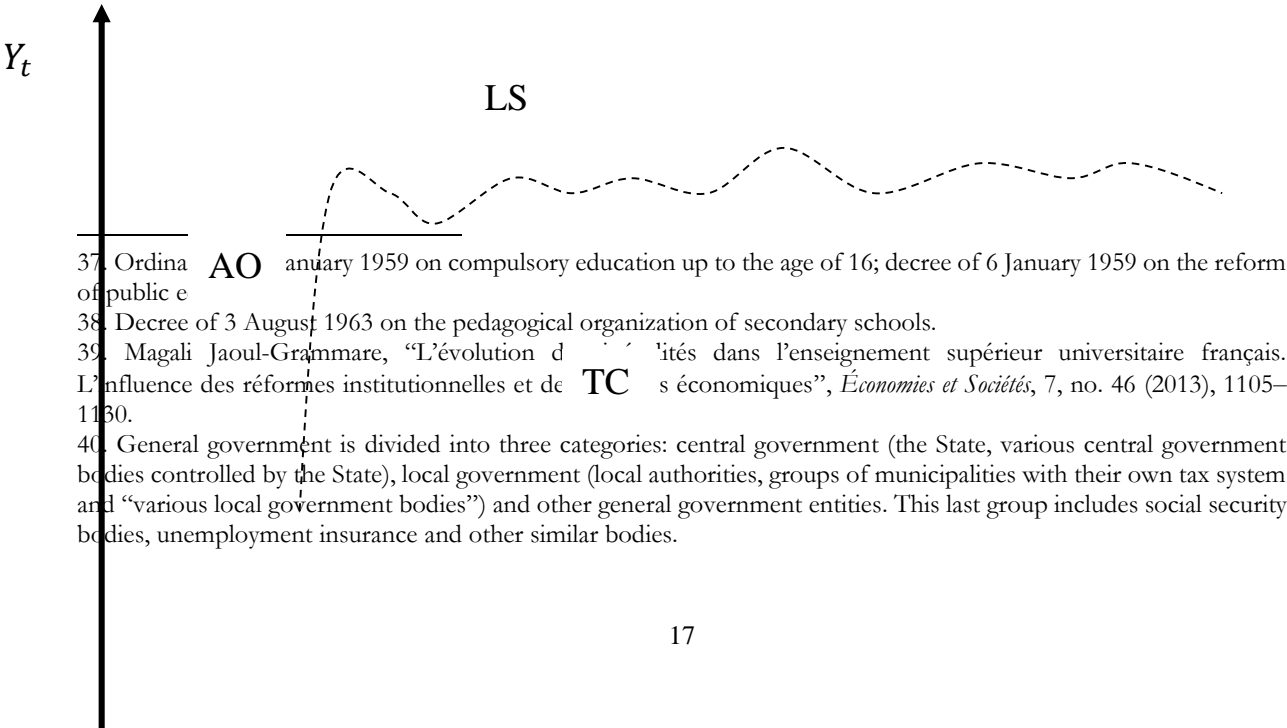 Y_t
LS
37. Ordina AO anuary 1959 on compulsory education up to the age of 16; decree of 6 January 1959 on the reform
of public e
38. Decree of 3 August 1963 on the pedagogical organization of secondary schools.
39. Magali Jaoul-Grammare, “L’évolution d lités dans l’enseignement supérieur universitaire français.
L’influence des réformes institutionnelles et de TC s économiques”, Économies et Sociétés, 7, no. 46 (2013), 1105–
1130.
40. General government is divided into three categories: central government (the State, various central government
bodies controlled by the State), local government (local authorities, groups of municipalities with their own tax system
and “various local government bodies”) and other general government entities. This last group includes social security
bodies, unemployment insurance and other similar bodies.
17